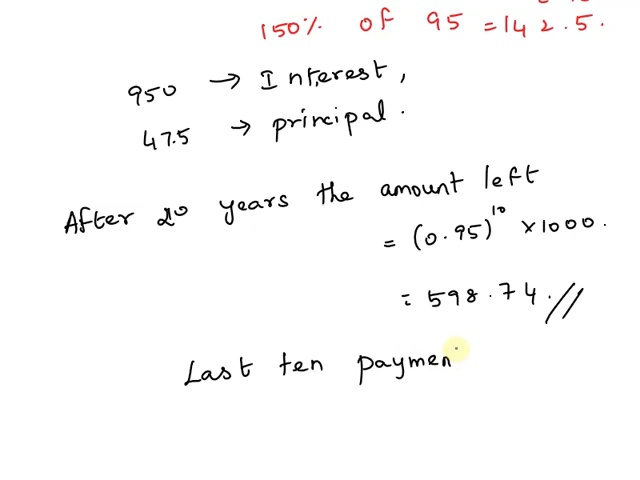 150% of 95 = 142.5.
950 → Interest,
47.5 → principal.
After 20 years the amount left
= (0.95)^10 × 1000.
= 598.74.//
Last ten paymen